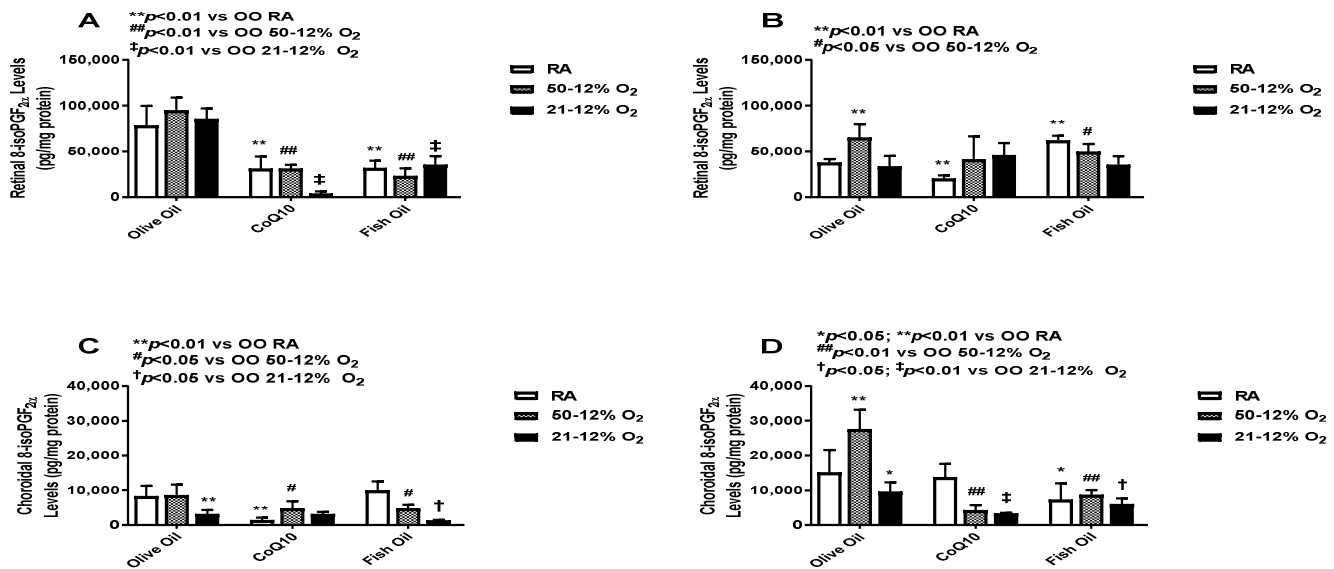 A
**p<0.01 vs OO RA
##p<0.01 vs OO 50-12% O2
‡p<0.01 vs OO 21-12% O2
Retinal 8-isoPGF2α Levels
(pg/mg protein)
150,000
100,000
50,000
0
** ## ‡ ** ## ‡
Olive Oil
CoQ10
Fish Oil
RA
50-12% O2
21-12% O2
B
**p<0.01 vs OO RA
#p<0.05 vs OO 50-12% O2
Retinal 8-isoPGF2α Levels
(pg/mg protein)
150,000
100,000
50,000
0
** ** ** #
Olive Oil
CoQ10
Fish Oil
RA
50-12% O2
21-12% O2
C
**p<0.01 vs OO RA
#p<0.05 vs OO 50-12% O2
†p<0.05 vs OO 21-12% O2
Choroidal 8-isoPGF2α
Levels (pg/mg protein)
40,000
30,000
20,000
10,000
0
** ** # # †
Olive Oil
CoQ10
Fish Oil
RA
50-12% O2
21-12% O2
D
*p<0.05; **p<0.01 vs OO RA
##p<0.01 vs OO 50-12% O2
†p<0.05; ‡p<0.01 vs OO 21-12% O2
Choroidal 8-isoPGF2α
Levels (pg/mg protein)
40,000
30,000
20,000
10,000
0
** * ## ‡ * ## †
Olive Oil
CoQ10
Fish Oil
RA
50-12% O2
21-12% O2